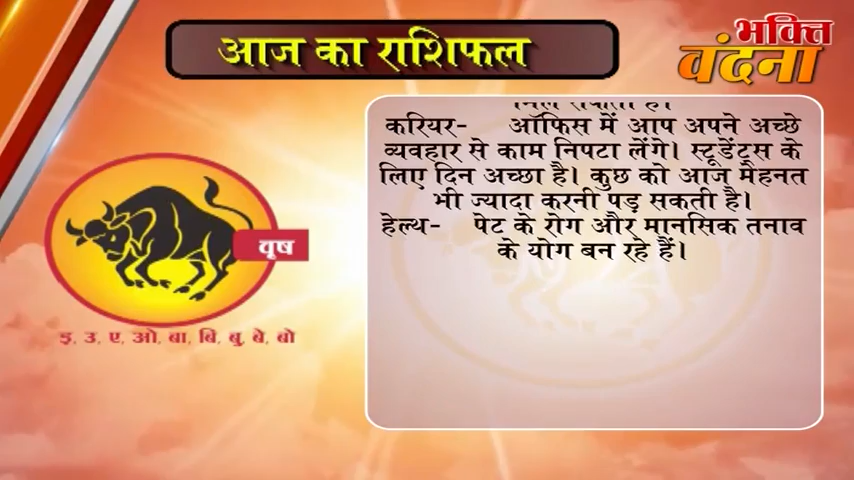 आज का राशिफल
भक्ति
वंदना
करियर- ऑफिस में आप अपने अच्छे
व्यवहार से काम निपटा लेंगे। स्टूडेंट्स के
लिए दिन अच्छा है। कुछ को आज मेहनत
भी ज्यादा करनी पड़ सकती है।
हेल्थ- पेट के रोग और मानसिक तनाव
के योग बन रहे हैं।
वृष
इ, उ, ए, ओ, बा, बि, बु, बे, बो